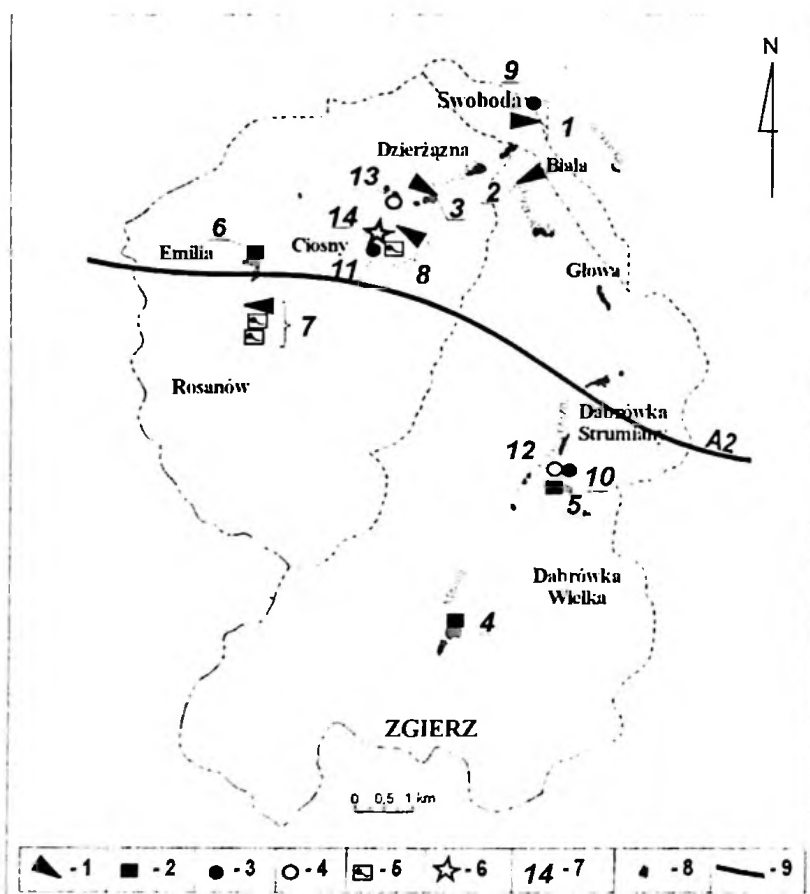 N
9
Swoboda
1
Dzierżązna
Biała
13
2
3
14
6
Emilia
Ciosny
8
11
Głowa
7
Rosanów
Dąbrówka
Strumiany
A2
12
10
5
Dąbrówka
Wielka
4
ZGIERZ
0 0,5 1 km
- 1 - 2 - 3 - 4 - 5 - 6 14 - 7 - 8 - 9